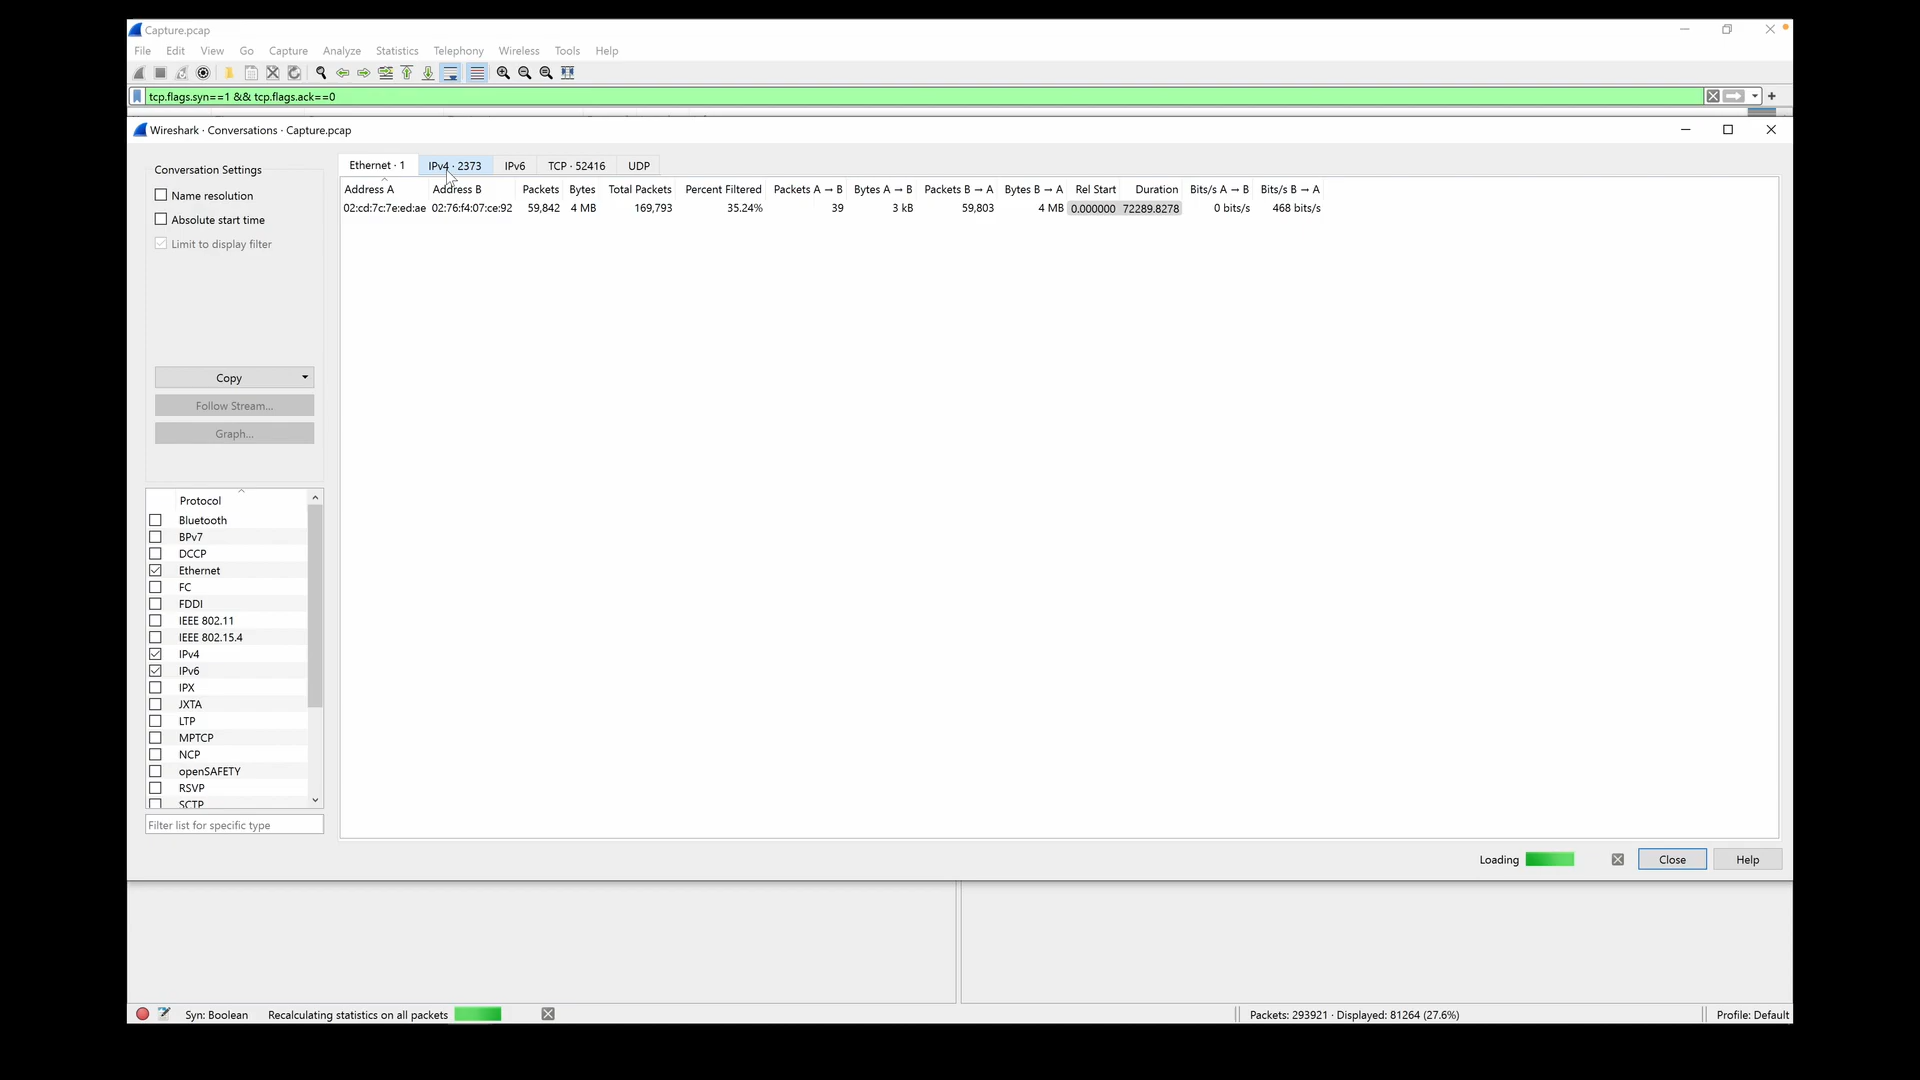 Capture.pcap
File Edit View Go Capture Analyze Statistics Telephony Wireless Tools Help
tcp.flags.syn==1 && tcp.flags.ack==0
Wireshark · Conversations · Capture.pcap
Conversation Settings
Name resolution
Absolute start time
Limit to display filter
Copy
Follow Stream...
Graph...
Protocol
Bluetooth
BPv7
DCCP
Ethernet
FC
FDDI
IEEE 802.11
IEEE 802.15.4
IPv4
IPv6
IPX
JXTA
LTP
MPTCP
NCP
openSAFETY
RSVP
SCTP
Filter list for specific type
Ethernet · 1 IPv4 · 2373 IPv6 TCP · 52416 UDP
Address A Address B Packets Bytes Total Packets Percent Filtered Packets A → B Bytes A → B Packets B → A Bytes B → A Rel Start Duration Bits/s A → B Bits/s B → A
02:cd:7c:7e:ed:ae 02:76:f4:07:ce:92 59,842 4 MB 169,793 35.24% 39 3 kB 59,803 4 MB 0.000000 72289.8278 0 bits/s 468 bits/s
Loading Close Help
Syn: Boolean Recalculating statistics on all packets Packets: 293921 · Displayed: 81264 (27.6%) Profile: Default